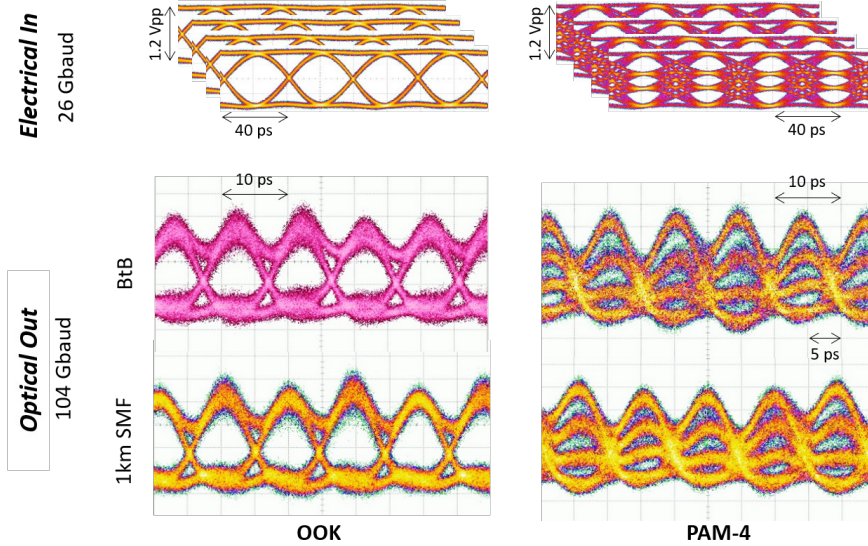 Electrical In
26 Gbaud
1.2 Vpp
40 ps
1.2 Vpp
40 ps
Optical Out
104 Gbaud
BtB
10 ps
10 ps
5 ps
1km SMF
OOK
PAM-4